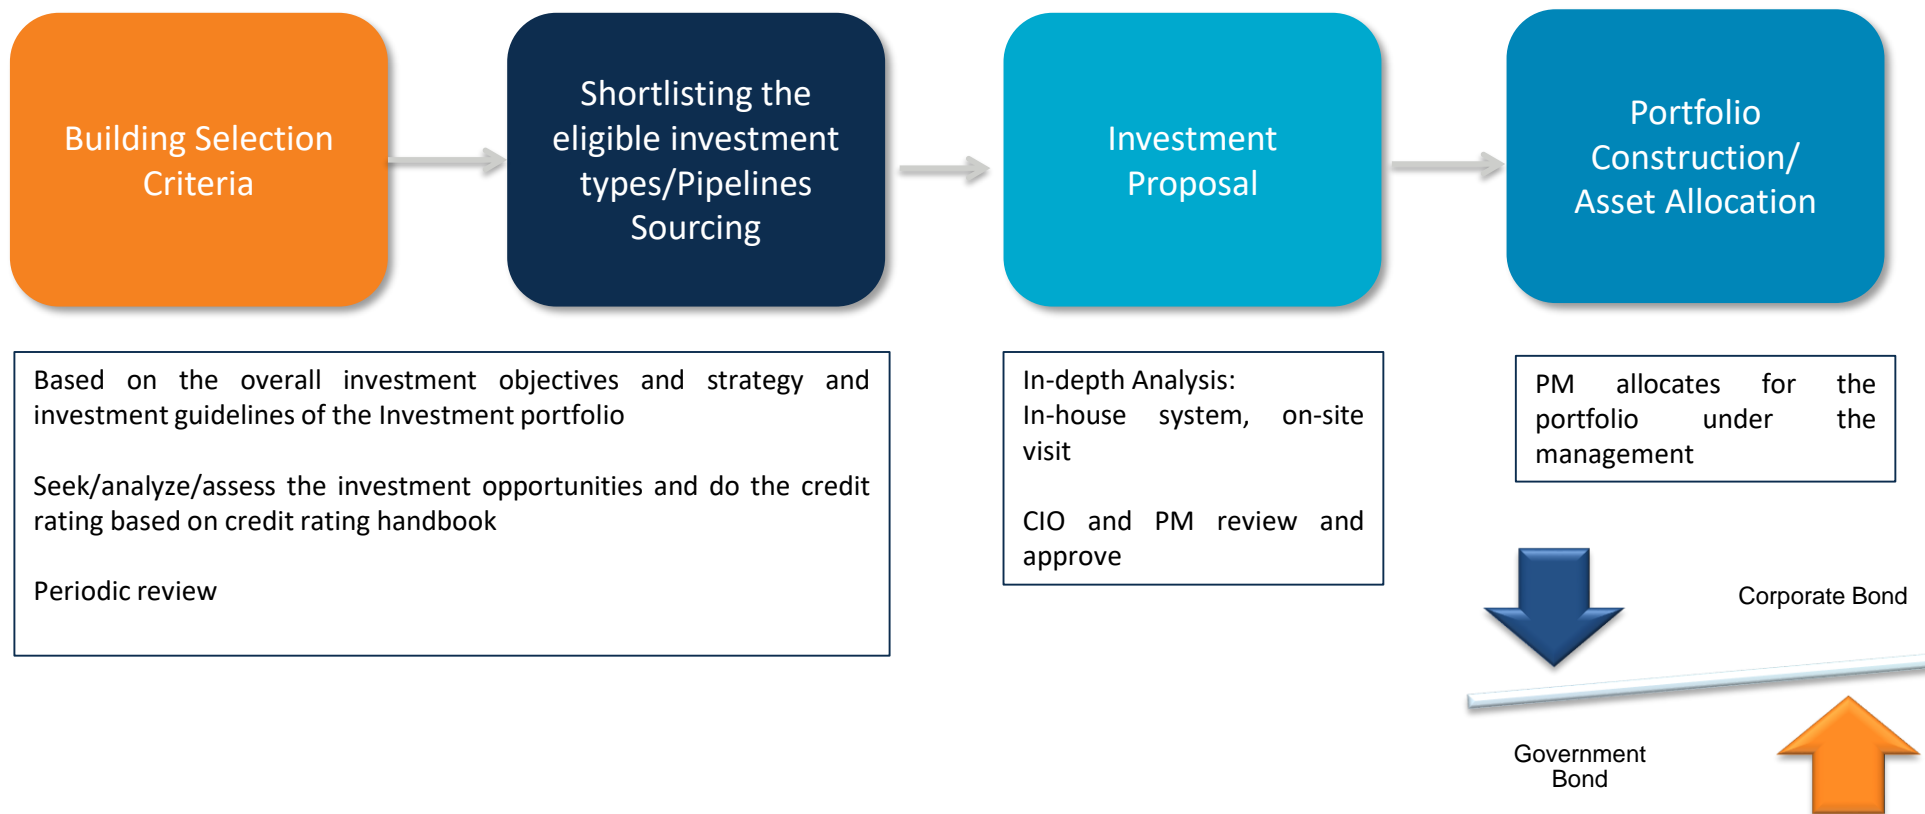 Building Selection
Criteria
Shortlisting the
eligible investment
types/Pipelines
Sourcing
Investment
Proposal
Portfolio
Construction/
Asset Allocation
Based on the overall investment objectives and strategy and
investment guidelines of the Investment portfolio
Seek/analyze/assess the investment opportunities and do the credit
rating based on credit rating handbook
Periodic review
In-depth Analysis:
In-house system, on-site
visit
CIO and PM review and
approve
PM allocates for the
portfolio under the
management
Corporate Bond
Government
Bond